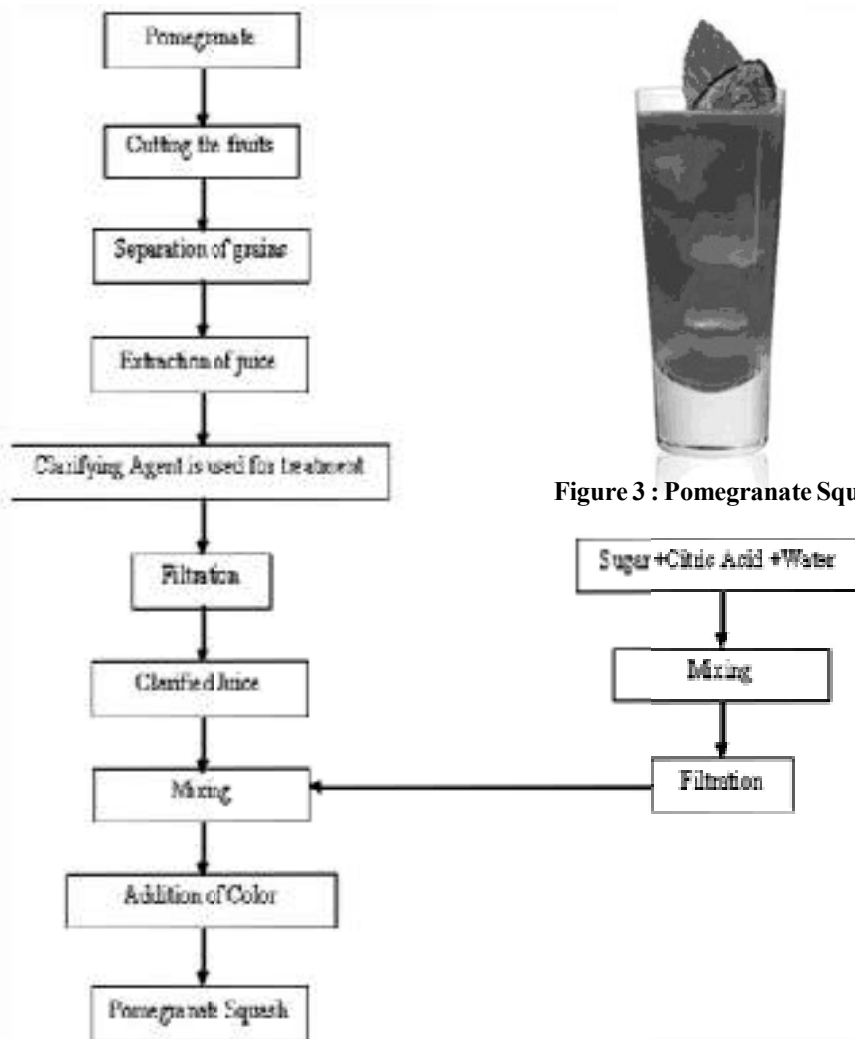 Pomegranate
Cutting the fruits
Separation of grains
Extraction of juice
Clarifying Agent is used for treatment
Filtration
Clarified Juice
Mixing
Addition of Color
Pomegranate Squash
Figure 3 : Pomegranate Squ
Sugar +Citric Acid +Water
Mixing
Filtration